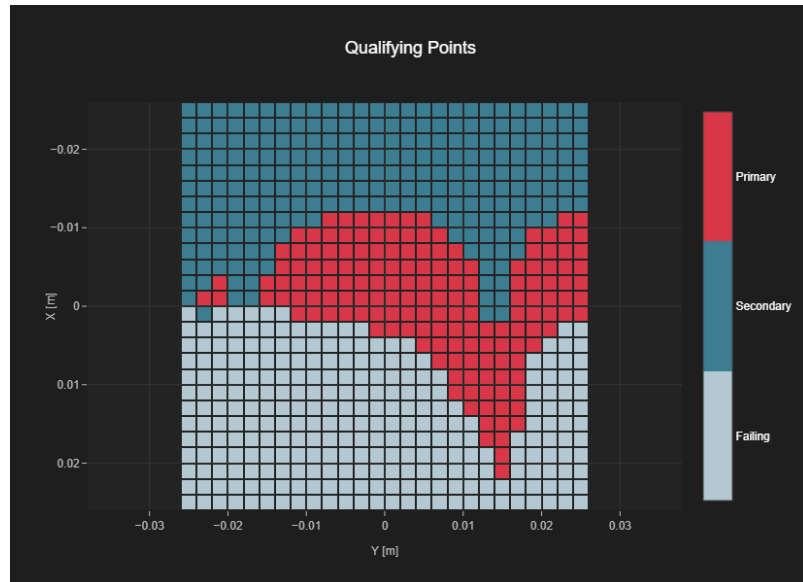 Qualifying Points
−0.02
−0.01
0
0.01
0.02
X [m]
−0.03
−0.02
−0.01
0
0.01
0.02
0.03
Y [m]
Primary
Secondary
Failing